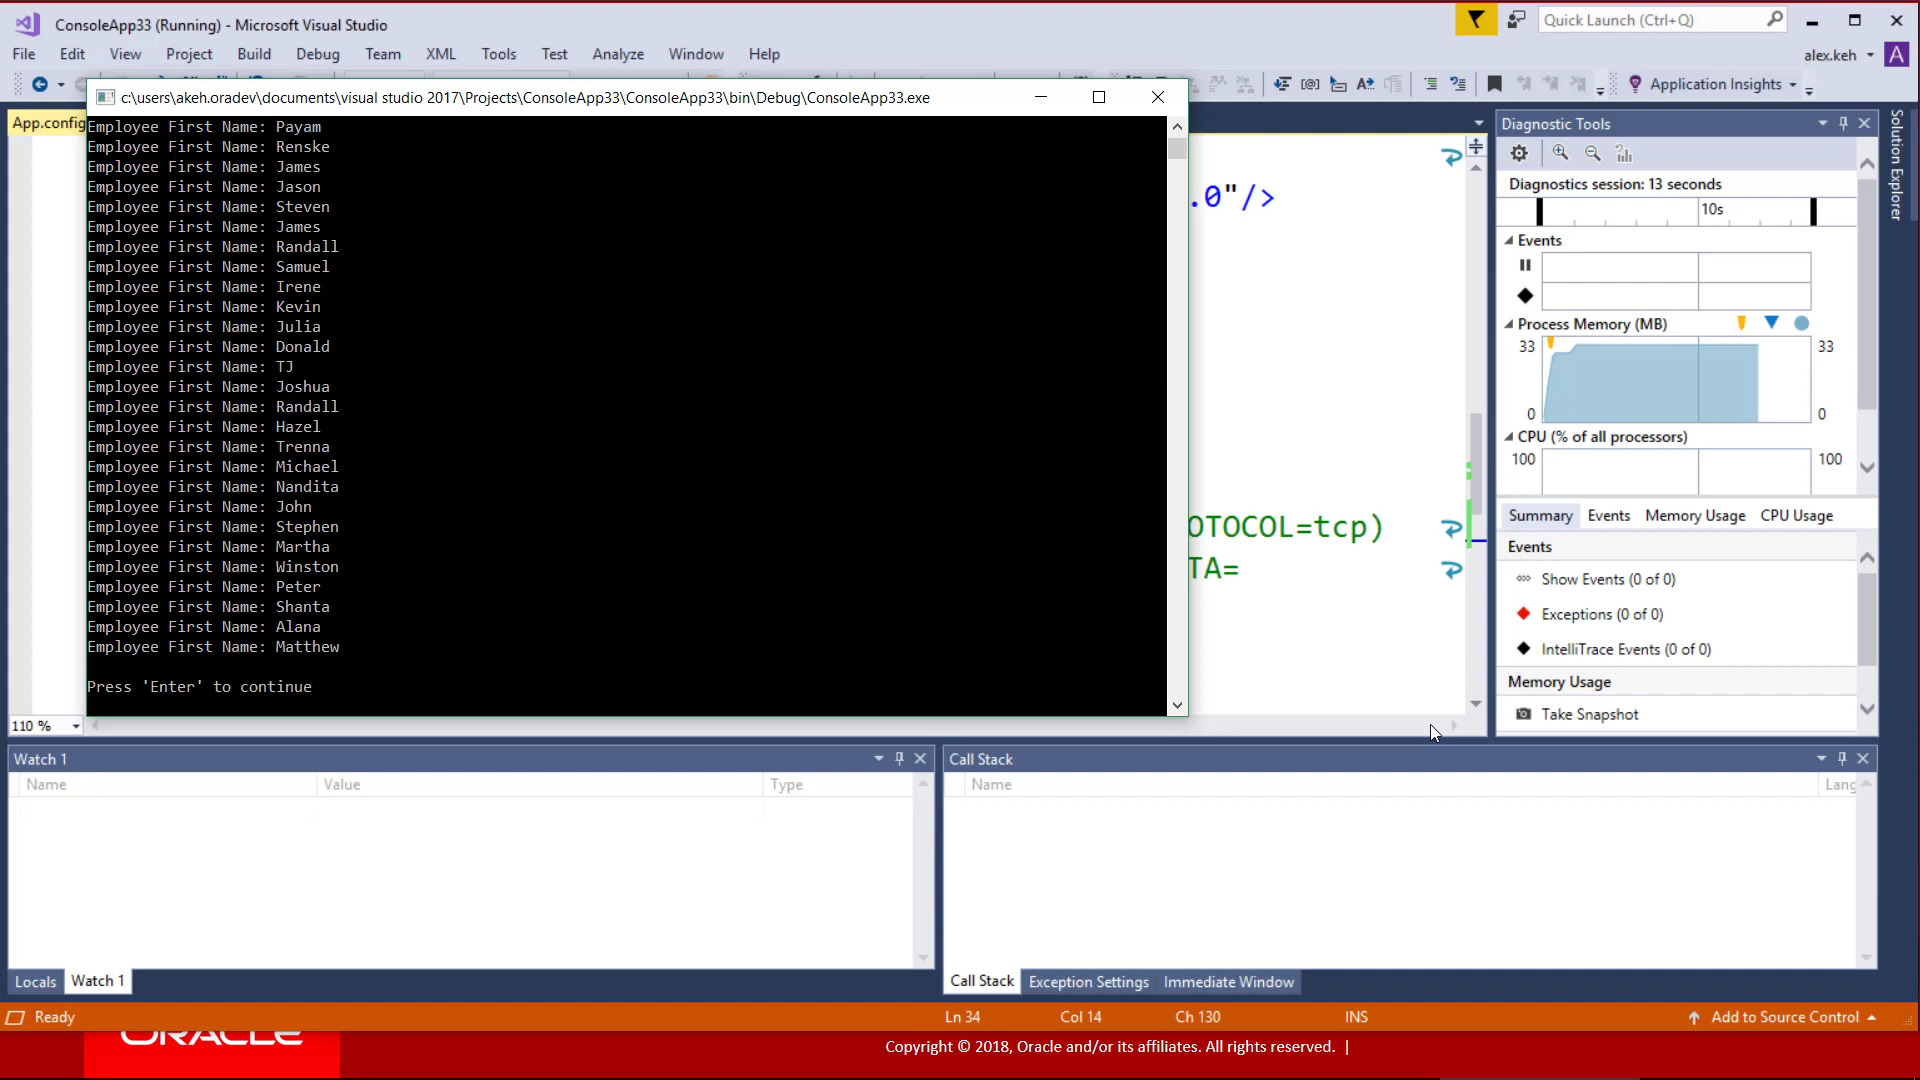 ConsoleApp33 (Running) - Microsoft Visual Studio
Quick Launch (Ctrl+Q)
File Edit View Project Build Debug Team XML Tools Test Analyze Window Help
alex.keh
A
Application Insights
c:\users\akeh.oradev\documents\visual studio 2017\Projects\ConsoleApp33\ConsoleApp33\bin\Debug\ConsoleApp33.exe
App.config
Employee First Name: Payam
Employee First Name: Renske
Employee First Name: James
Employee First Name: Jason
Employee First Name: Steven
Employee First Name: James
Employee First Name: Randall
Employee First Name: Samuel
Employee First Name: Irene
Employee First Name: Kevin
Employee First Name: Julia
Employee First Name: Donald
Employee First Name: TJ
Employee First Name: Joshua
Employee First Name: Randall
Employee First Name: Hazel
Employee First Name: Trenna
Employee First Name: Michael
Employee First Name: Nandita
Employee First Name: John
Employee First Name: Stephen
Employee First Name: Martha
Employee First Name: Winston
Employee First Name: Peter
Employee First Name: Shanta
Employee First Name: Alana
Employee First Name: Matthew
Press 'Enter' to continue
.0"/>
OTOCOL=tcp)
TA=
110 %
Diagnostic Tools
Diagnostics session: 13 seconds
10s
Events
Process Memory (MB)
33 33
0 0
CPU (% of all processors)
100 100
Summary Events Memory Usage CPU Usage
Events
Show Events (0 of 0)
Exceptions (0 of 0)
IntelliTrace Events (0 of 0)
Memory Usage
Take Snapshot
Solution Explorer
Watch 1
Name Value Type
Locals Watch 1
Call Stack
Name Lang
Call Stack Exception Settings Immediate Window
Ready
Ln 34 Col 14 Ch 130 INS
Add to Source Control
ORACLE
Copyright © 2018, Oracle and/or its affiliates. All rights reserved. |